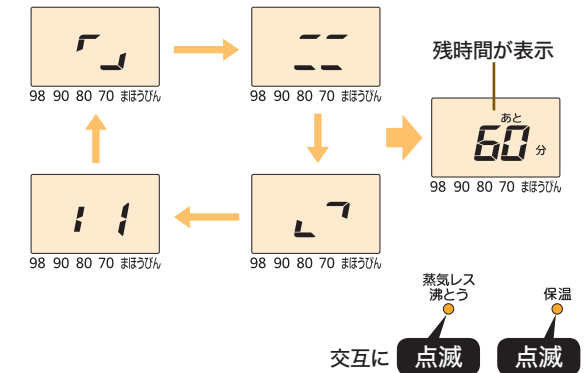 98 90 80 70 まほうびん
98 90 80 70 まほうびん
残時間が表示
あと
60分
98 90 80 70 まほうびん
98 90 80 70 まほうびん
98 90 80 70 まほうびん
蒸気レス
沸とう
保温
交互に 点滅 点滅